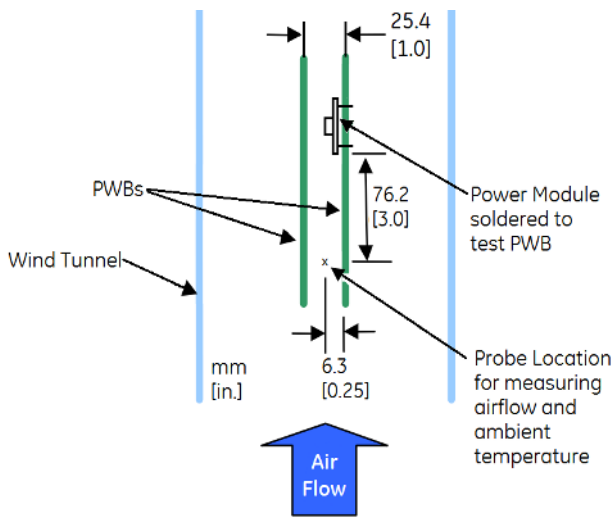 25.4
[1.0]
PWBs
76.2
[3.0]
Power Module
soldered to
test PWB
Wind Tunnel
x
mm
[in.]
6.3
[0.25]
Probe Location
for measuring
airflow and
ambient
temperature
Air
Flow